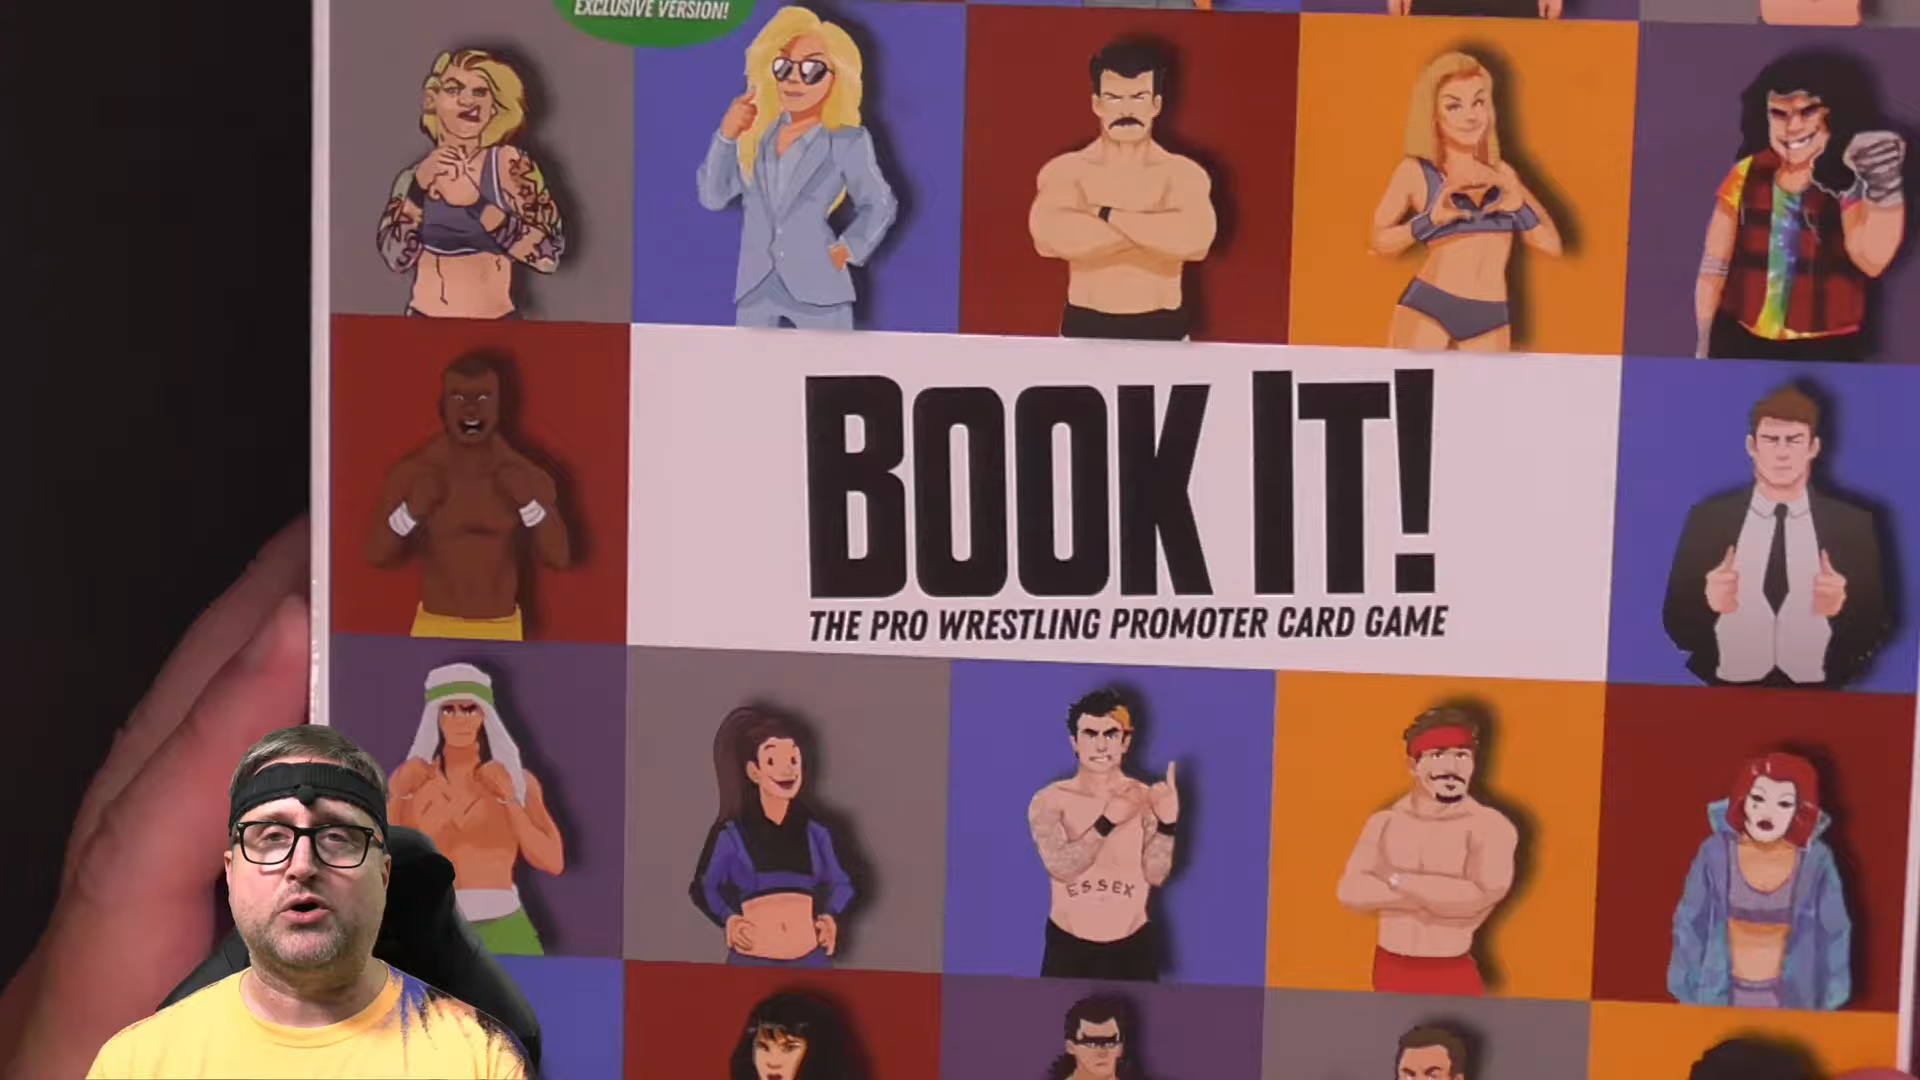 EXCLUSIVE VERSION!
BOOK IT!
THE PRO WRESTLING PROMOTER CARD GAME
ESSEX